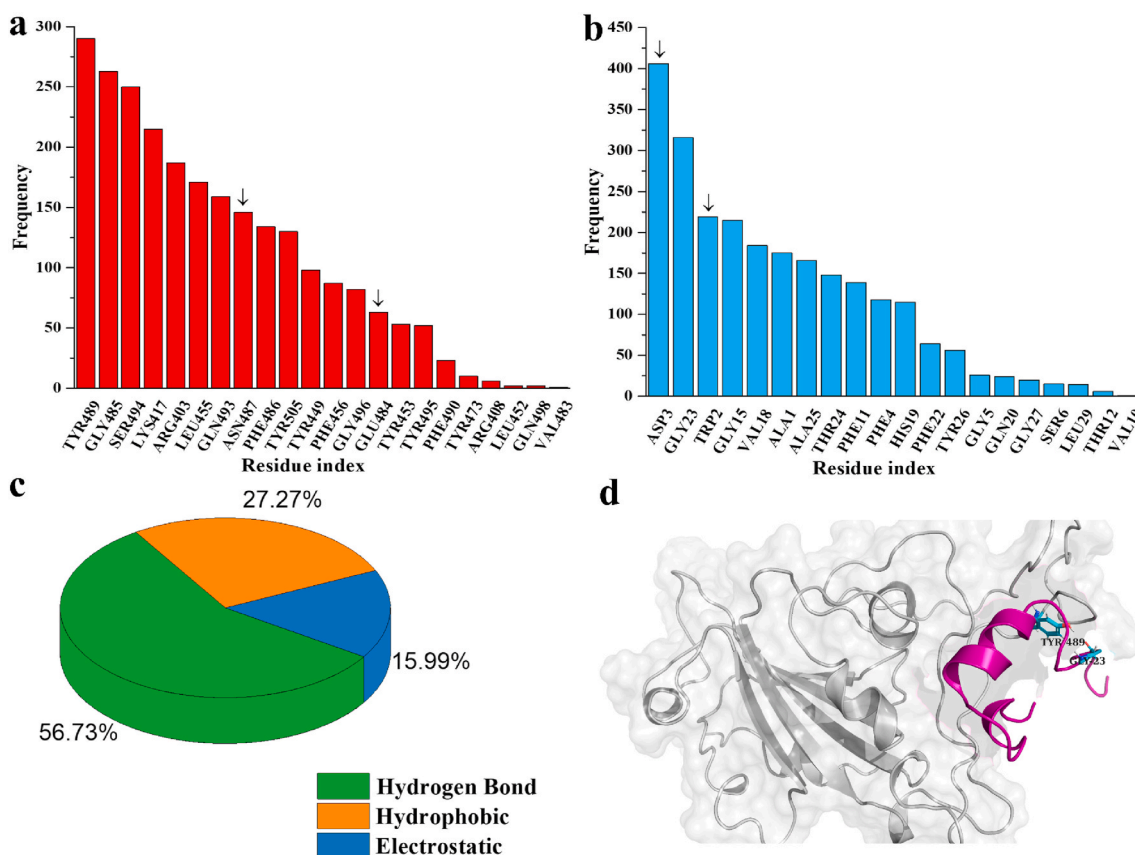 a
300
250
200
150
100
50
0
Frequency
TYR489
GLY485
SER494
LYS417
ARG403
LEU455
GLN493
ASN487
PHE486
TYR505
TYR449
PHE456
GLY496
GLU484
TYR453
TYR495
PHE490
TYR473
ARG408
LEU452
GLN498
VAL483
Residue index
b
450
400
350
300
250
200
150
100
50
0
Frequency
ASP3
GLY23
TRP2
GLY15
VAL18
ALA1
ALA25
THR24
PHE11
PHE4
HIS19
PHE22
TYR26
GLY5
GLN20
GLY27
SER6
LEU29
THR12
Residue index
c
27.27%
15.99%
56.73%
Hydrogen Bond
Hydrophobic
Electrostatic
d
TYR-489
GLY-23